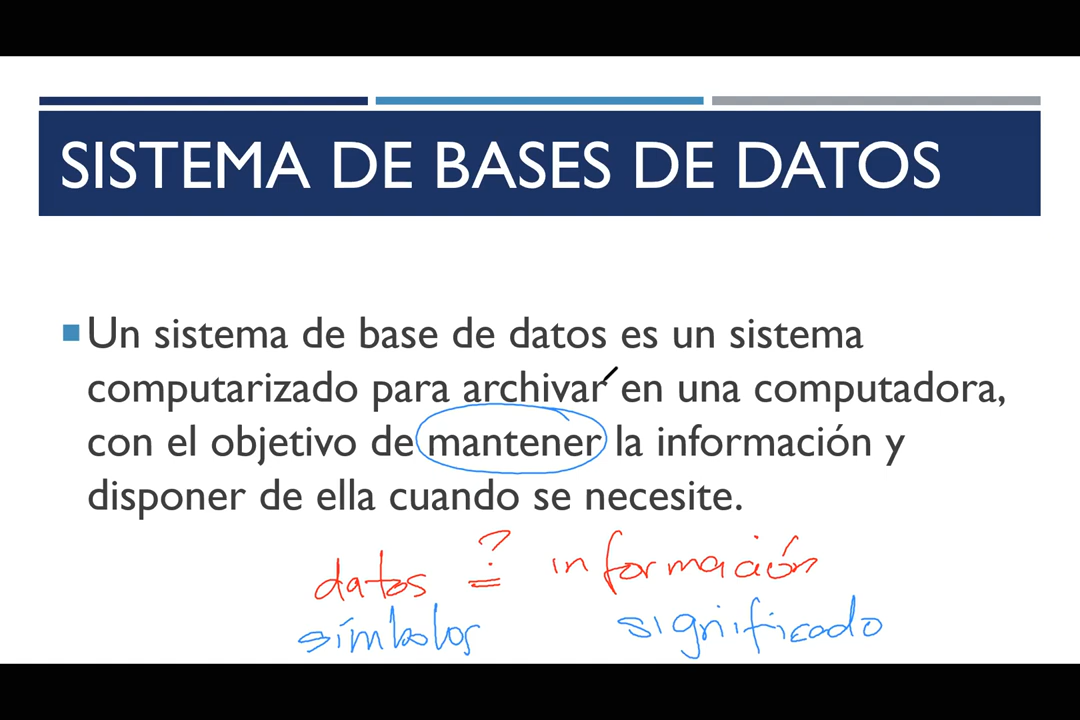 SISTEMA DE BASES DE DATOS
Un sistema de base de datos es un sistema
computarizado para archivar en una computadora,
con el objetivo de mantener la información y
disponer de ella cuando se necesite.
datos =? información
símbolos significado